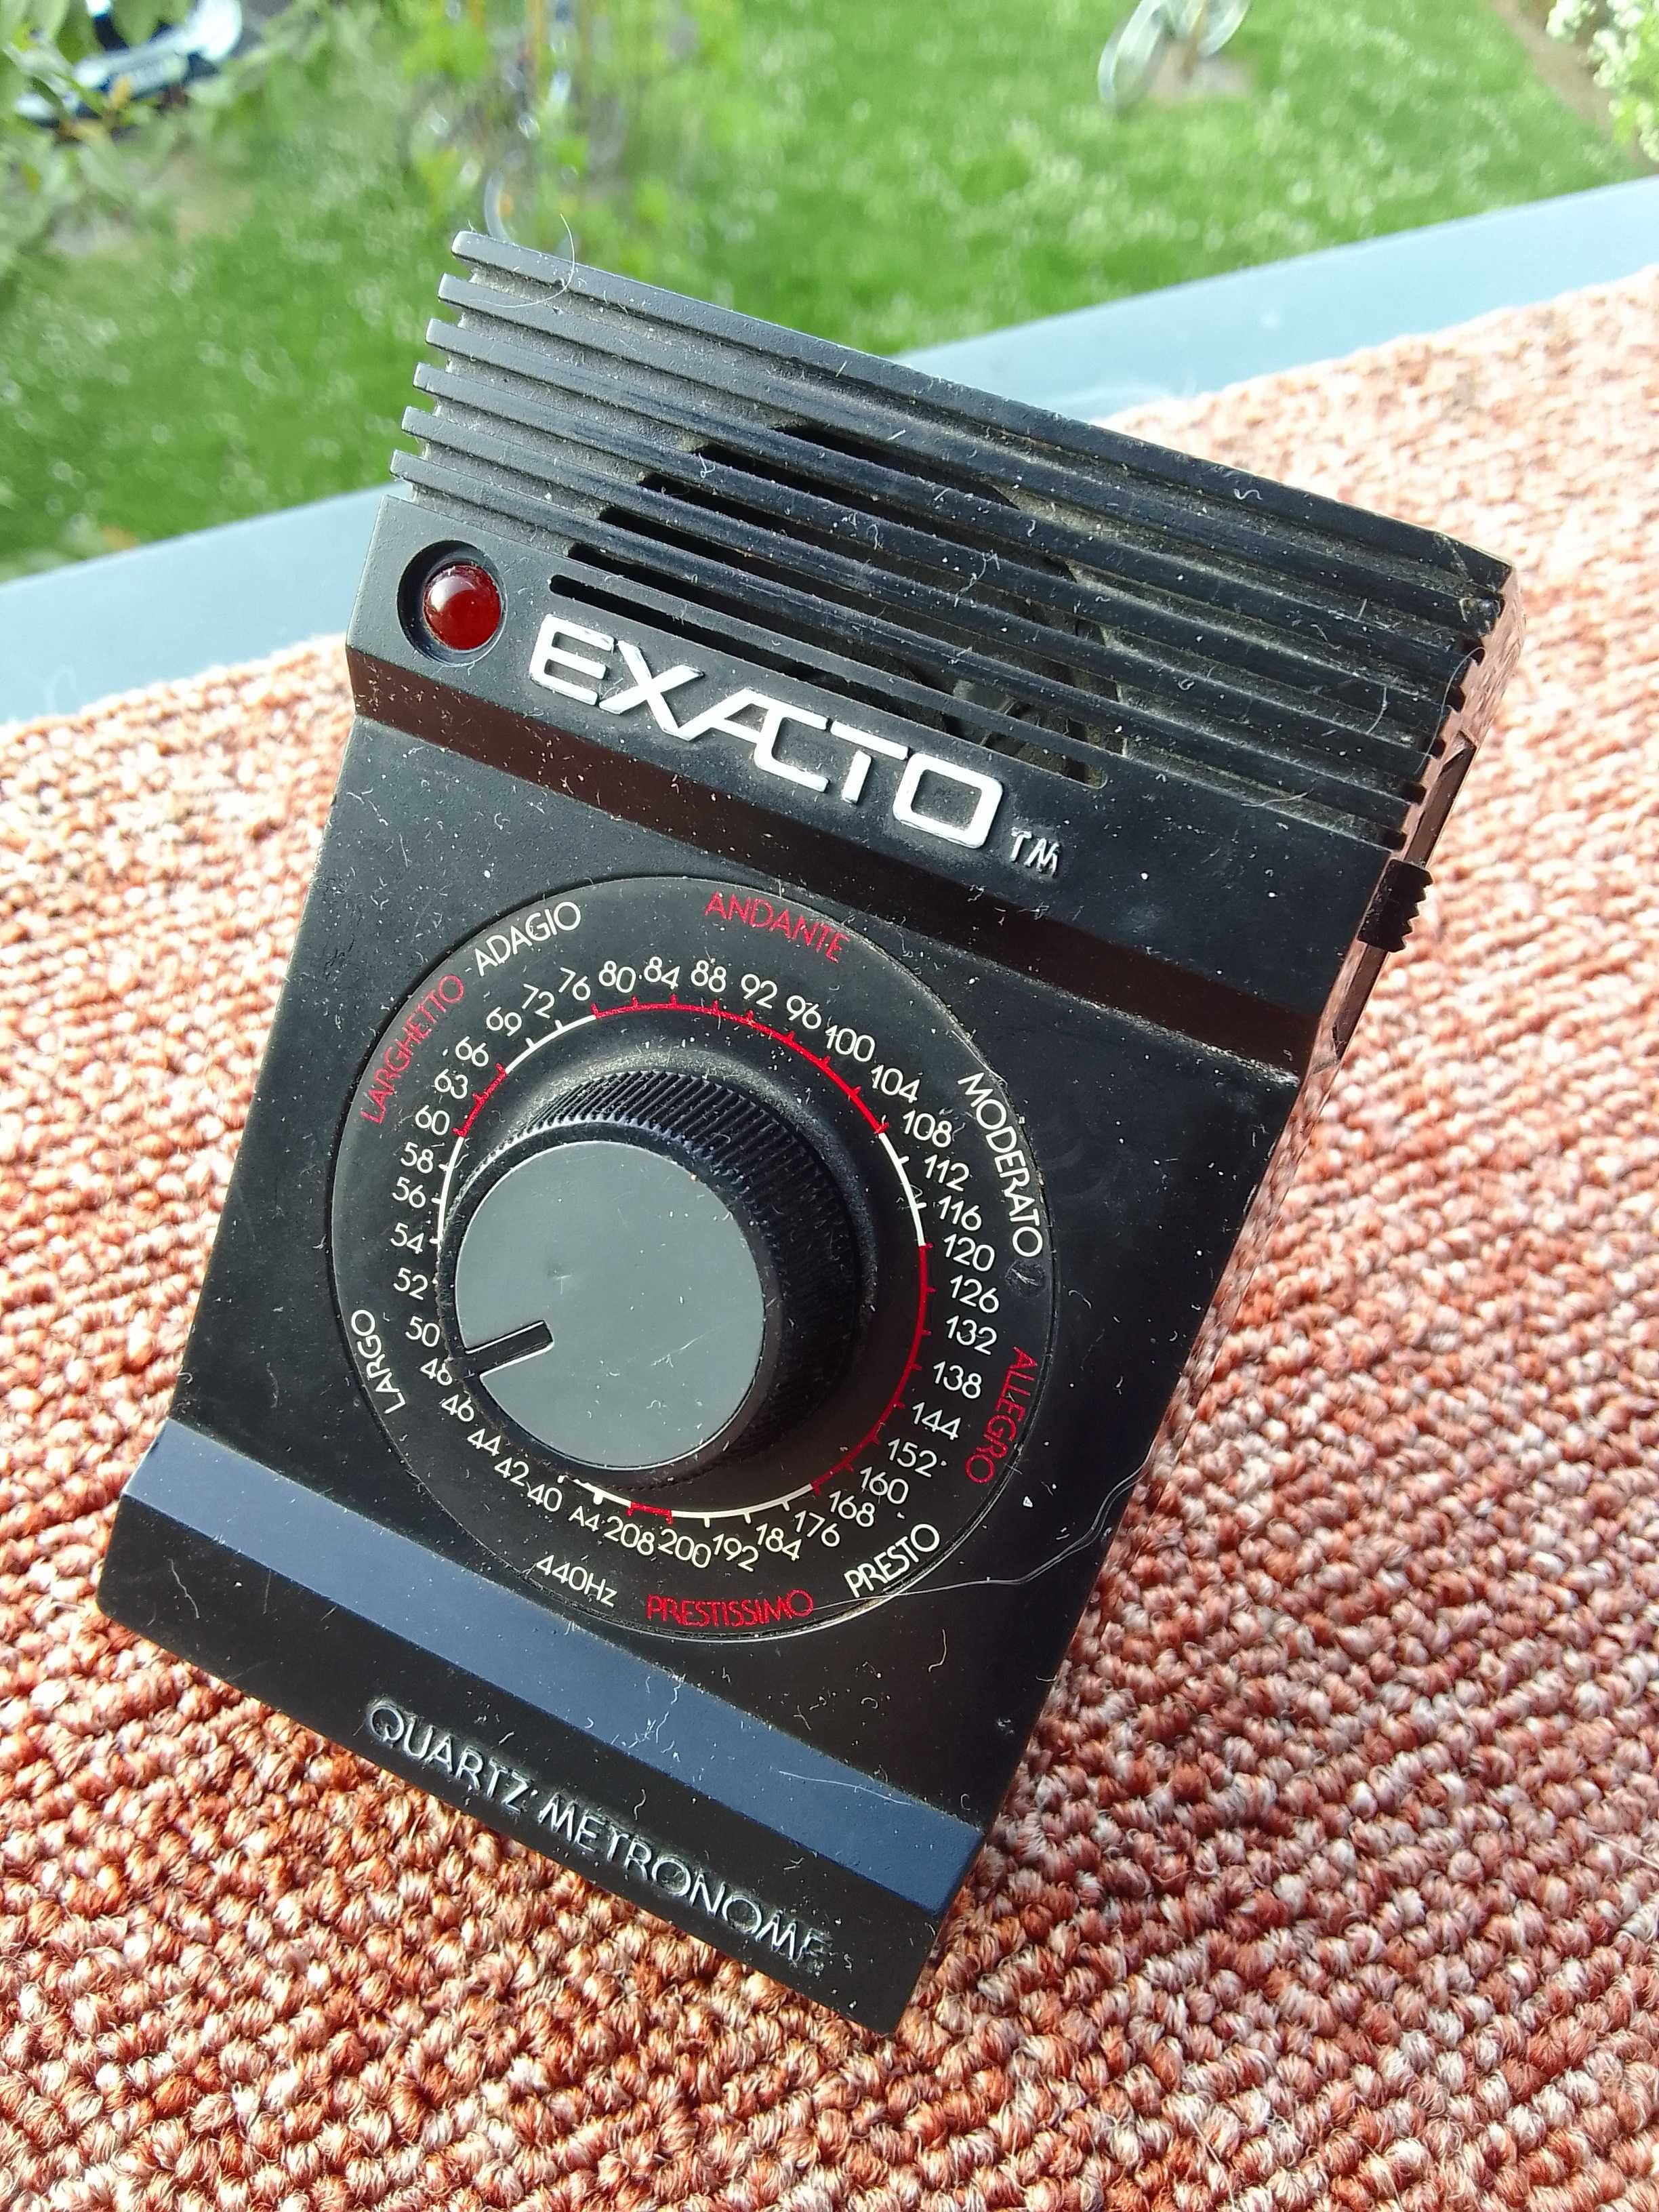 EXACTO TM
ANDANTE
ADAGIO
LARGHETTO
MODERATO
ALLEGRO
PRESTO
PRESTISSIMO
440Hz
LARGO
40 42 44 46 48 50 52 54 56 58 60 63 66 69 72 76 80 84 88 92 96 100 104 108 112 116 120 126 132 138 144 152 160 168 176 184 192 200 208 A4
QUARTZ·METRONOME